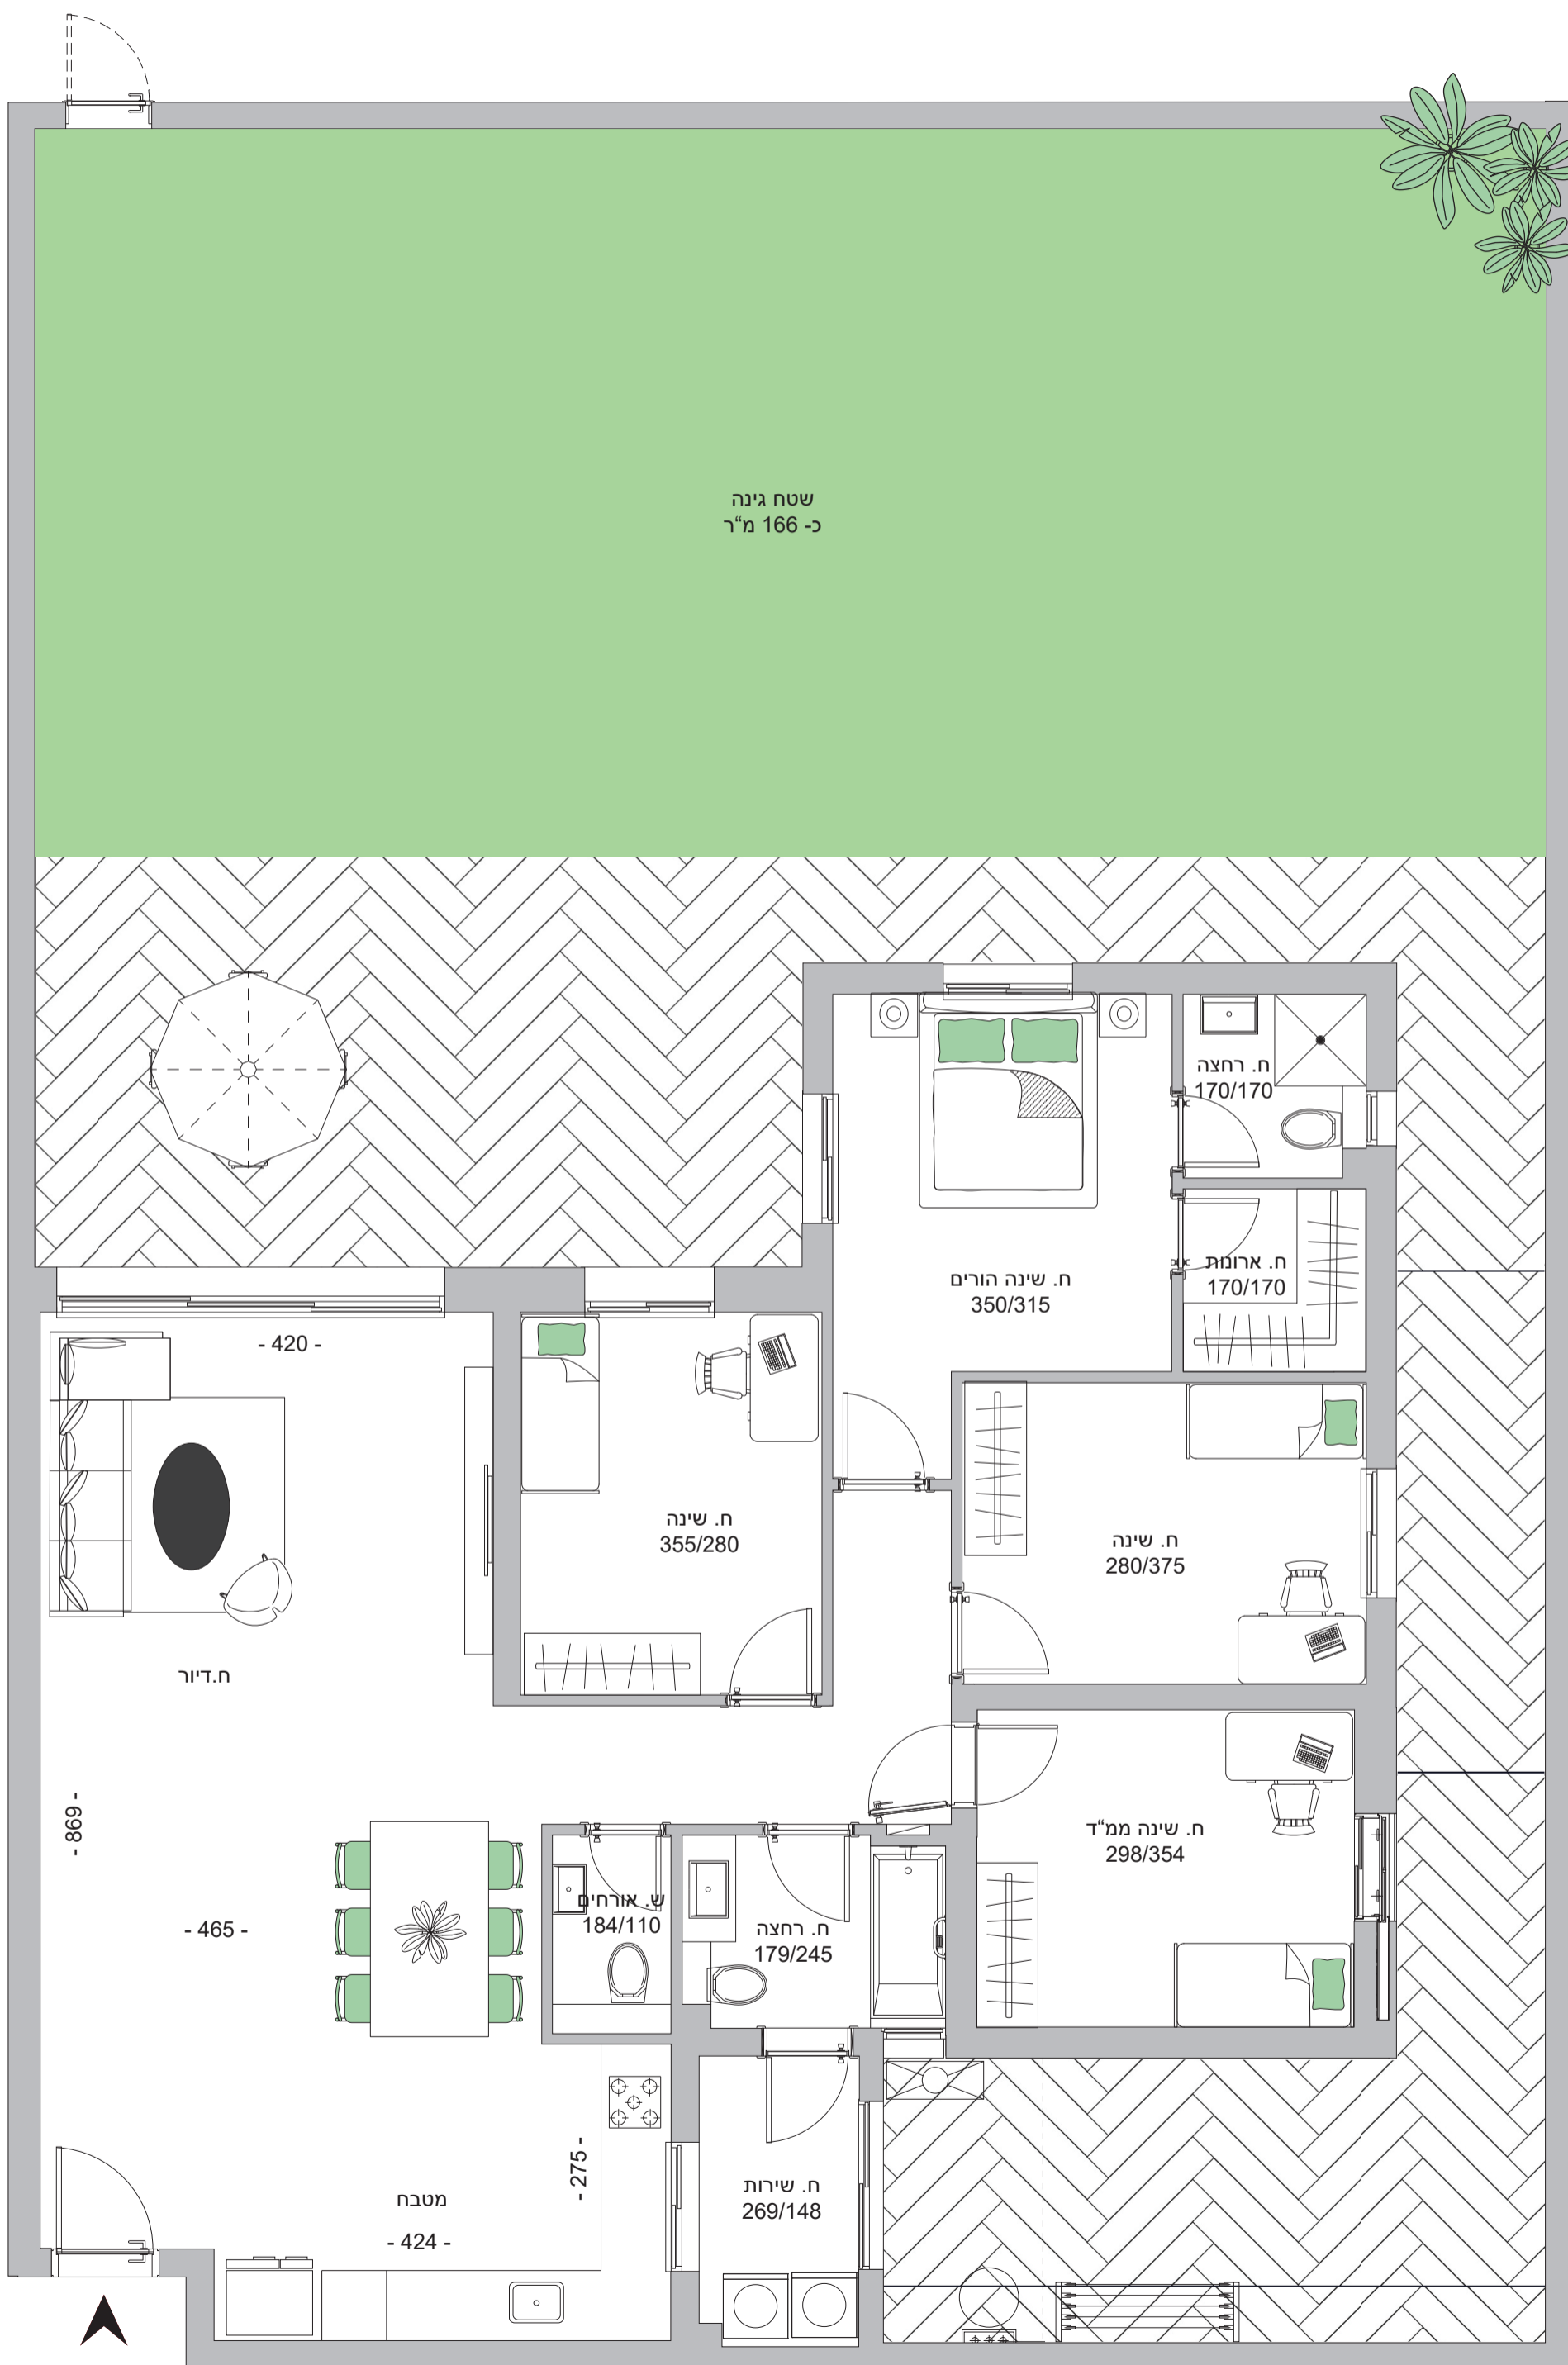 שטח גינה
כ- 166 מ"ר
ח. רחצה
170/170
ח. ארונות
170/170
ח. שינה הורים
350/315
- 420 -
ח. שינה
355/280
ח. שינה
280/375
ח.דיור
- 869 -
ח. שינה ממ"ד
298/354
ש. אורחים
184/110
ח. רחצה
179/245
- 465 -
- 275 -
ח. שירות
269/148
מטבח
- 424 -